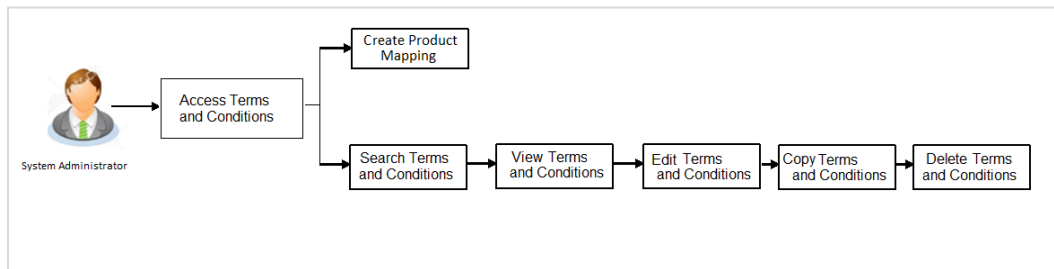 Create Product
Mapping
Access Terms
and Conditions
System Administrator
Search Terms
and Conditions
View Terms
and Conditions
Edit Terms
and Conditions
Copy Terms
and Conditions
Delete Terms
and Conditions